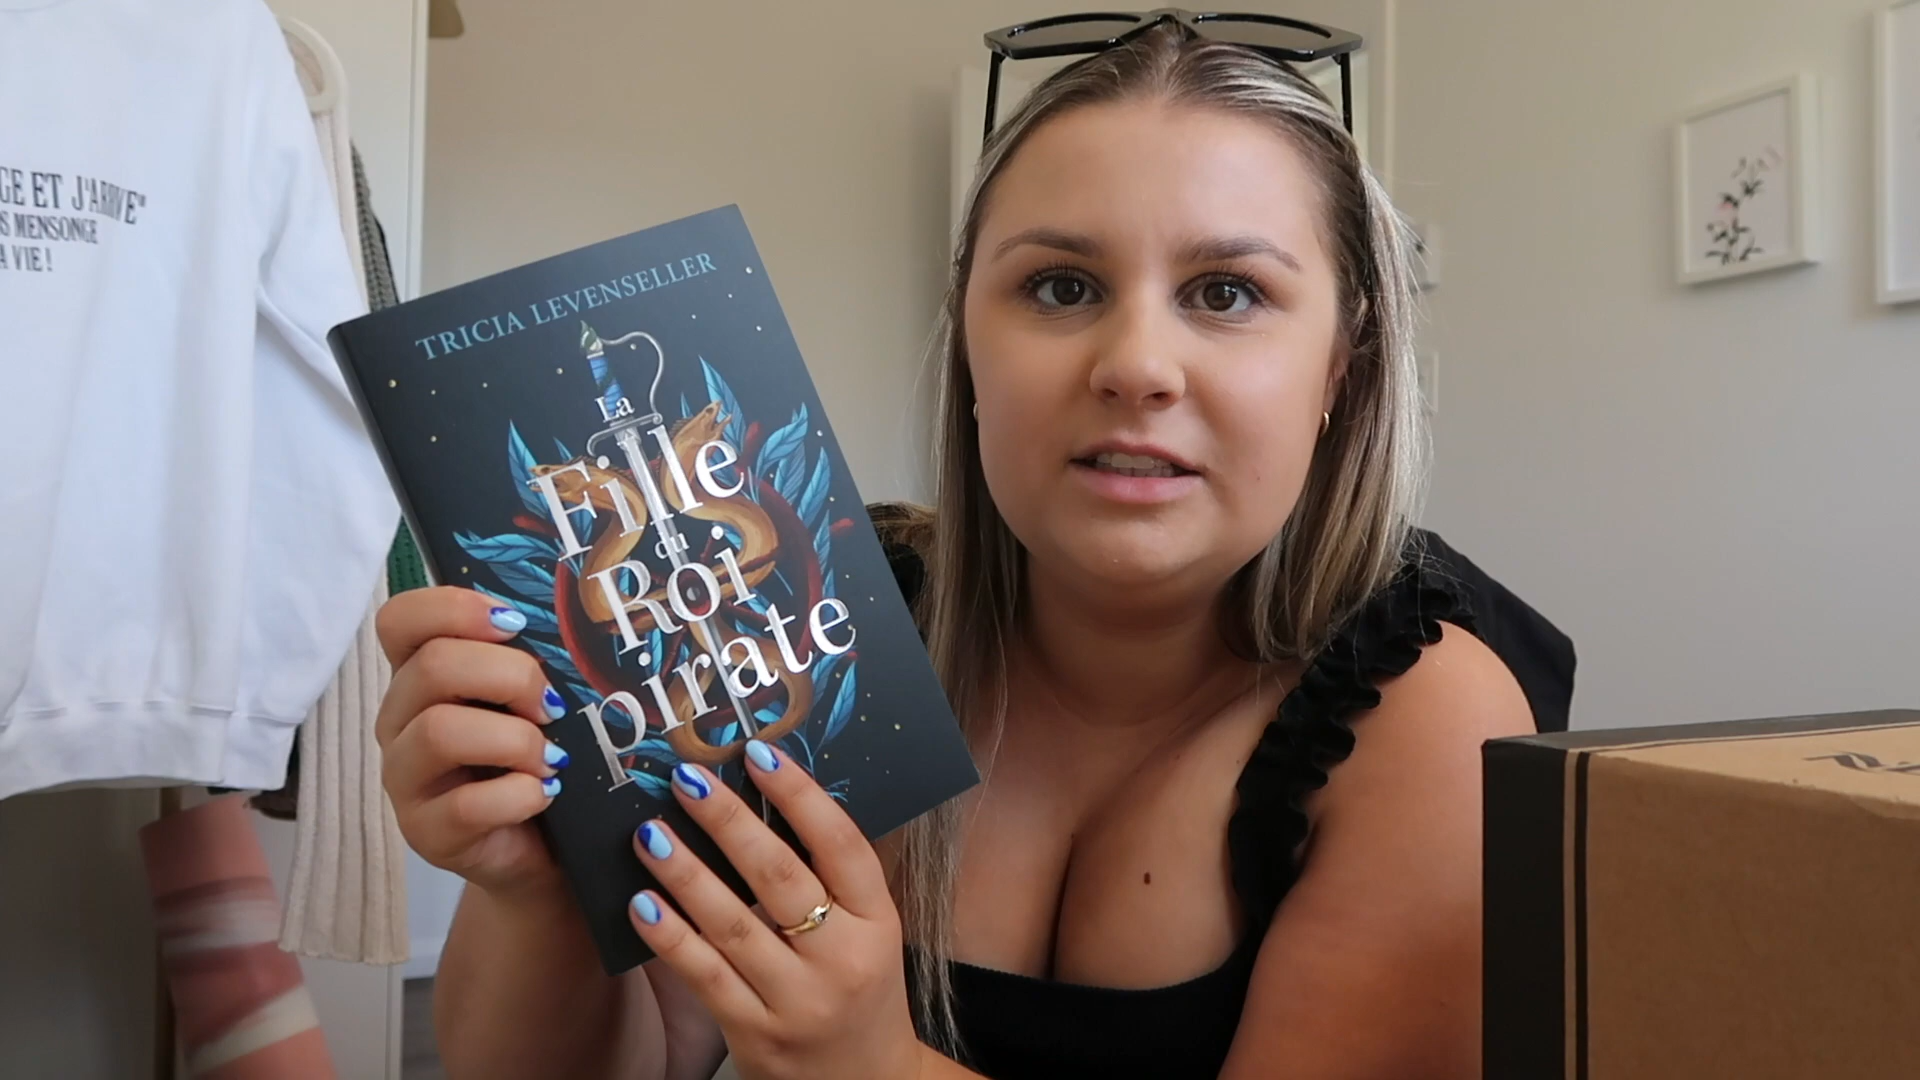 GE ET J'ARRIVE"
S MENSONGE
A VIE !
TRICIA LEVENSELLER
La
Fille
du
Roi
pirate